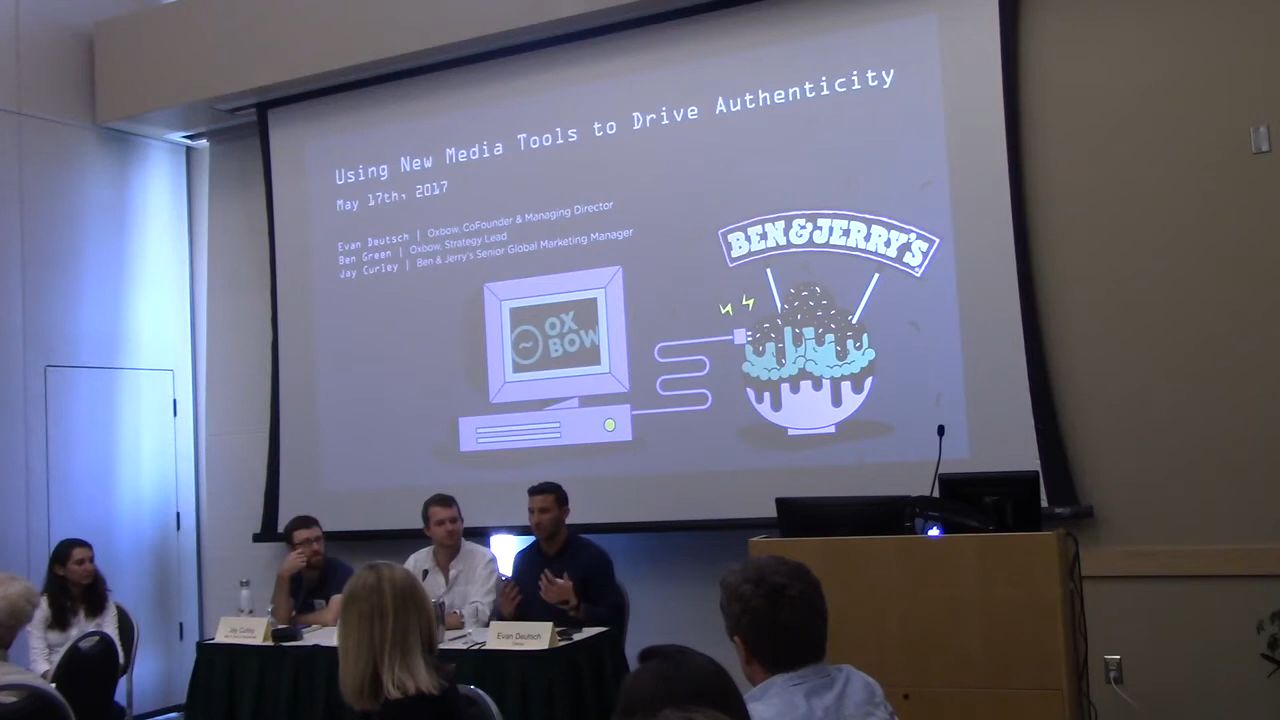 Using New Media Tools to Drive Authenticity
May 17th, 2017
Evan Deutsch | Oxbow, CoFounder & Managing Director
Ben Green | Oxbow, Strategy Lead
Jay Curley | Ben & Jerry's Senior Global Marketing Manager
BEN & JERRY'S
~ OX
BOW
Jay Curley
Evan Deutsch